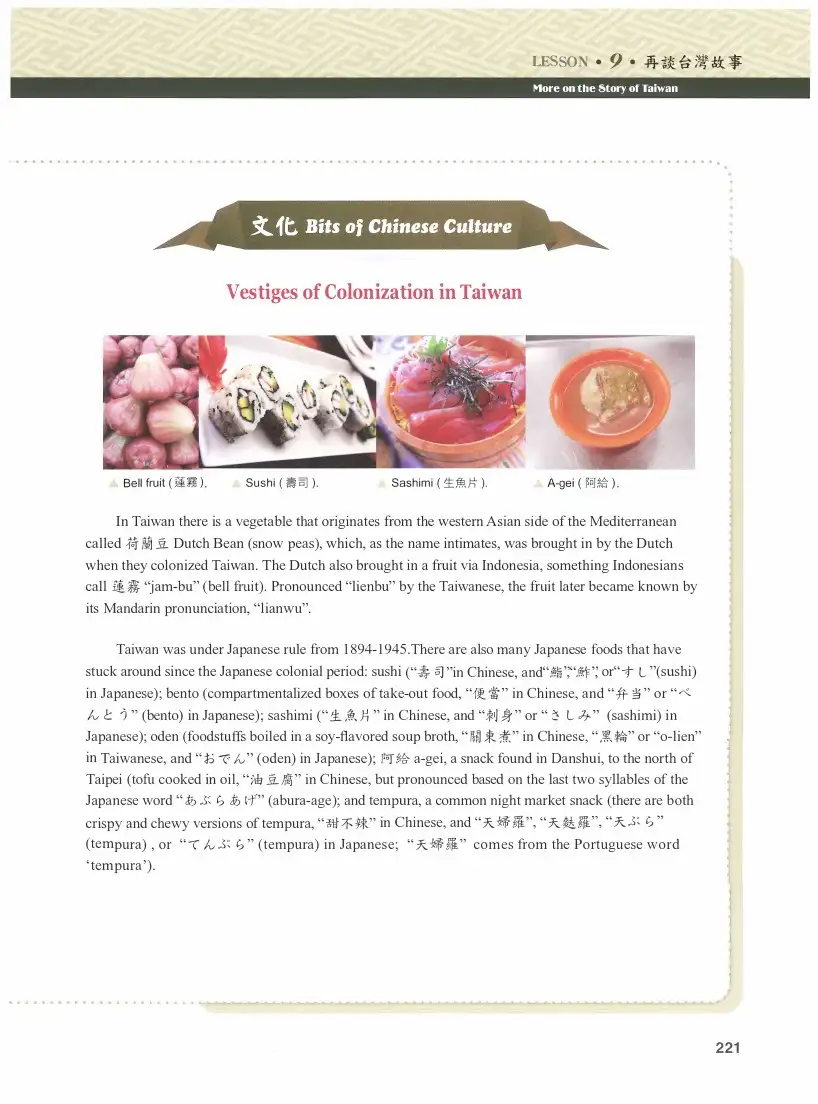 LESSON • 9 • 再談台灣故事
More on the Story of Taiwan
文化 Bits of Chinese Culture
Vestiges of Colonization in Taiwan
Bell fruit (蓮霧).
Sushi (壽司).
Sashimi (生魚片).
A-gei (阿給).
In Taiwan there is a vegetable that originates from the western Asian side of the Mediterranean
called 荷蘭豆 Dutch Bean (snow peas), which, as the name intimates, was brought in by the Dutch
when they colonized Taiwan. The Dutch also brought in a fruit via Indonesia, something Indonesians
call 蓮霧 “jam-bu” (bell fruit). Pronounced “lienbu” by the Taiwanese, the fruit later became known by
its Mandarin pronunciation, “lianwu”.
Taiwan was under Japanese rule from 1894-1945.There are also many Japanese foods that have
stuck around since the Japanese colonial period: sushi (“壽司”in Chinese, and“鮨”,“鮓”, or“すし”(sushi)
in Japanese); bento (compartmentalized boxes of take-out food, “便當” in Chinese, and “弁当” or “べ
んとう” (bento) in Japanese); sashimi (“生魚片” in Chinese, and “刺身” or “さしみ” (sashimi) in
Japanese); oden (foodstuffs boiled in a soy-flavored soup broth, “關東煮” in Chinese, “黑輪” or “o-lien”
in Taiwanese, and “おでん” (oden) in Japanese); 阿給 a-gei, a snack found in Danshui, to the north of
Taipei (tofu cooked in oil, “油豆腐” in Chinese, but pronounced based on the last two syllables of the
Japanese word “あぶらあげ” (abura-age); and tempura, a common night market snack (there are both
crispy and chewy versions of tempura, “甜不辣” in Chinese, and “天婦羅”, “天麩羅”, “天ぷら”
(tempura) , or “てんぷら” (tempura) in Japanese; “天婦羅” comes from the Portuguese word
‘tempura’).
221